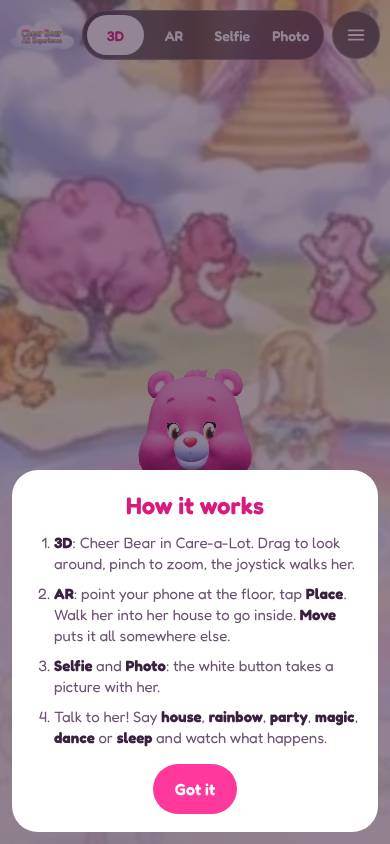 Cheer Bear
AR Experience
3D
AR
Selfie
Photo
How it works
1. 3D: Cheer Bear in Care-a-Lot. Drag to look
around, pinch to zoom, the joystick walks her.
2. AR: point your phone at the floor, tap Place.
Walk her into her house to go inside. Move
puts it all somewhere else.
3. Selfie and Photo: the white button takes a
picture with her.
4. Talk to her! Say house, rainbow, party, magic,
dance or sleep and watch what happens.
Got it